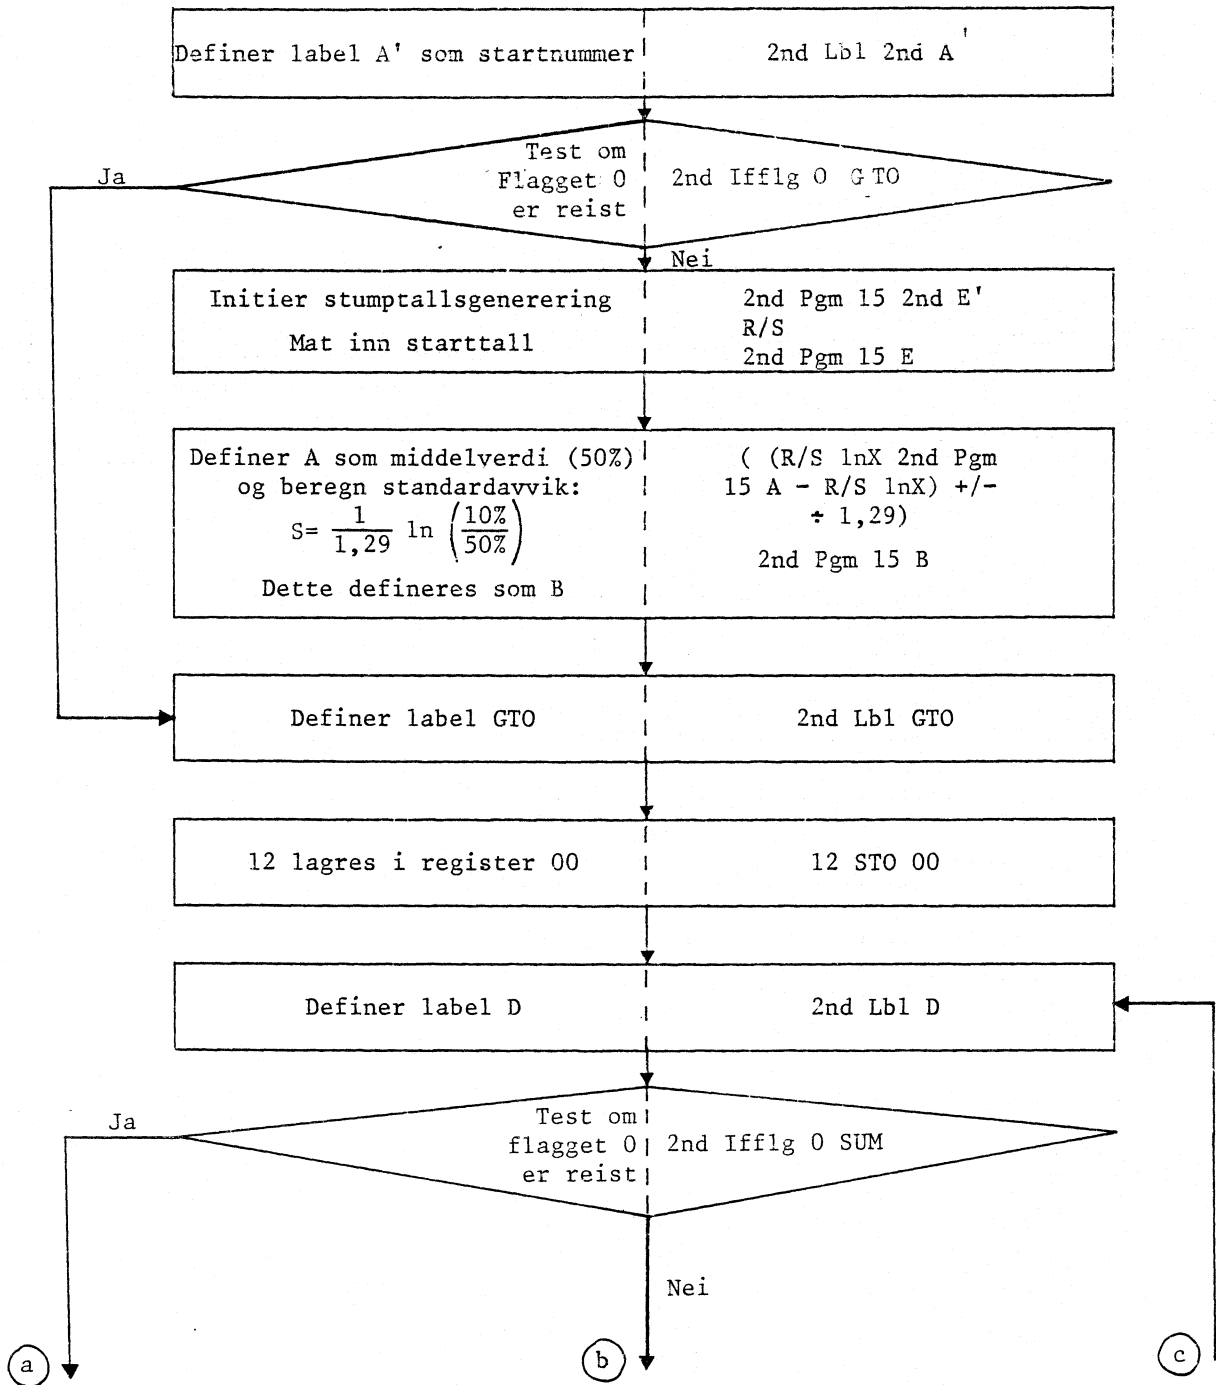 Definer label A' som startnummer
2nd Lbl 2nd A'
Test om
Flagget 0
er reist
2nd Ifflg 0 GTO
Ja
Nei
Initier stumptallsgenerering
Mat inn starttall
2nd Pgm 15 2nd E'
R/S
2nd Pgm 15 E
Definer A som middelverdi (50%)
og beregn standardavvik:
S= 1/1,29 ln (10%/50%)
Dette defineres som B
( (R/S lnX 2nd Pgm
15 A - R/S lnX) +/-
÷ 1,29)
2nd Pgm 15 B
Definer label GTO
2nd Lbl GTO
12 lagres i register 00
12 STO 00
Definer label D
2nd Lbl D
Ja
Test om
flagget 0
er reist
2nd Ifflg 0 SUM
Nei
a
b
c